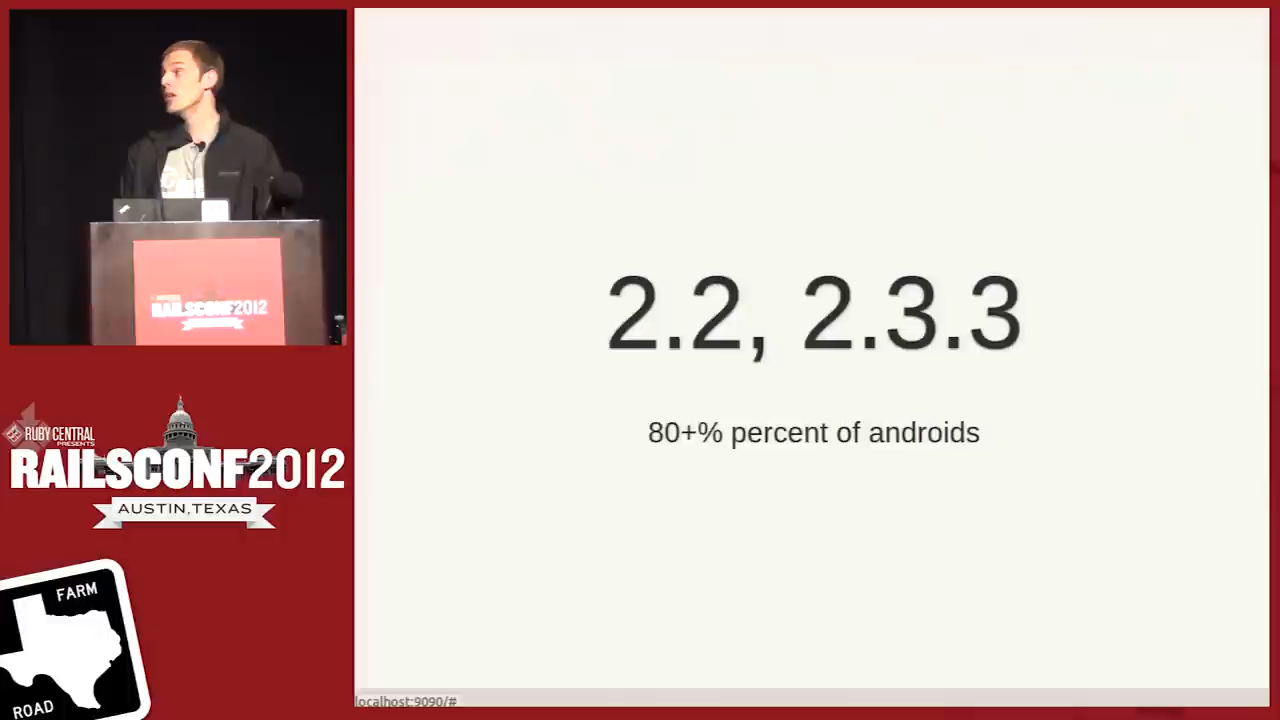 2.2, 2.3.3
80+% percent of androids
localhost:9090/#
RAILSCONF2012
RUBY CENTRAL
PRESENTS
RAILSCONF2012
AUSTIN, TEXAS
FARM
ROAD